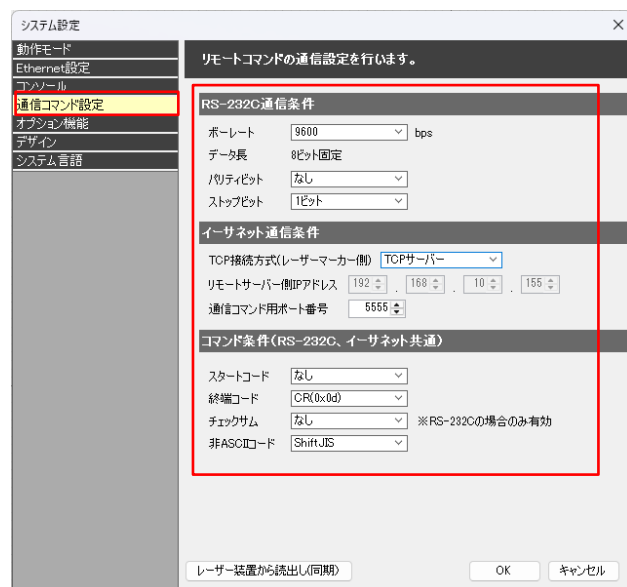 システム設定
動作モード
Ethernet設定
コンソール
通信コマンド設定
オプション機能
デザイン
システム言語
リモートコマンドの通信設定を行います。
RS-232C通信条件
ボーレート 9600 bps
データ長 8ビット固定
パリティビット なし
ストップビット 1ビット
イーサネット通信条件
TCP接続方式(レーザーマーカー側) TCPサーバー
リモートサーバー側IPアドレス 192 . 168 . 10 . 155
通信コマンド用ポート番号 5555
コマンド条件(RS-232C、イーサネット共通)
スタートコード なし
終端コード CR(0x0d)
チェックサム なし ※RS-232Cの場合のみ有効
非ASCIIコード ShiftJIS
レーザー装置から読出し(同期) OK キャンセル